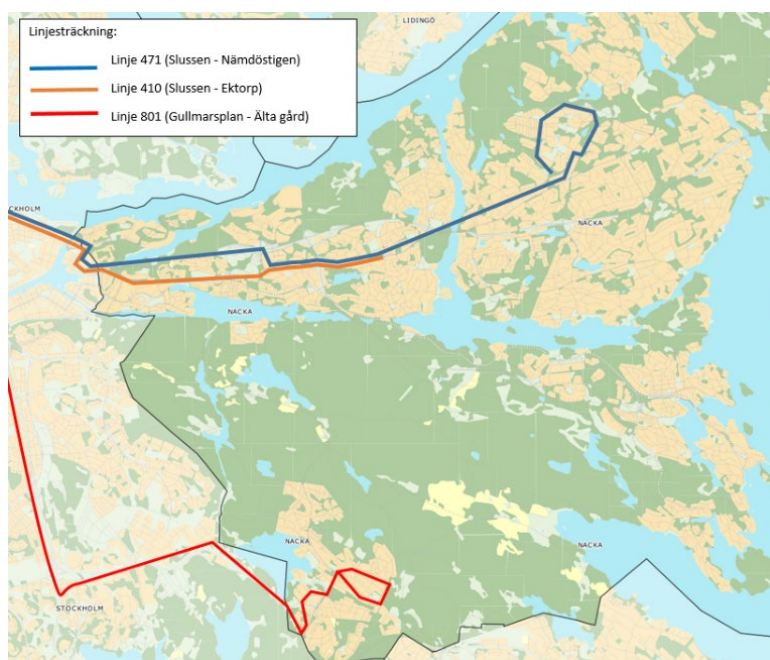 Linjesträckning:
Linje 471 (Slussen - Nämdöstigen)
Linje 410 (Slussen - Ektorp)
Linje 801 (Gullmarsplan - Älta gård)
LIDINGÖ
CKHOLM
NACKA
NACKA
NACKA
NACKA
STOCKHOLM